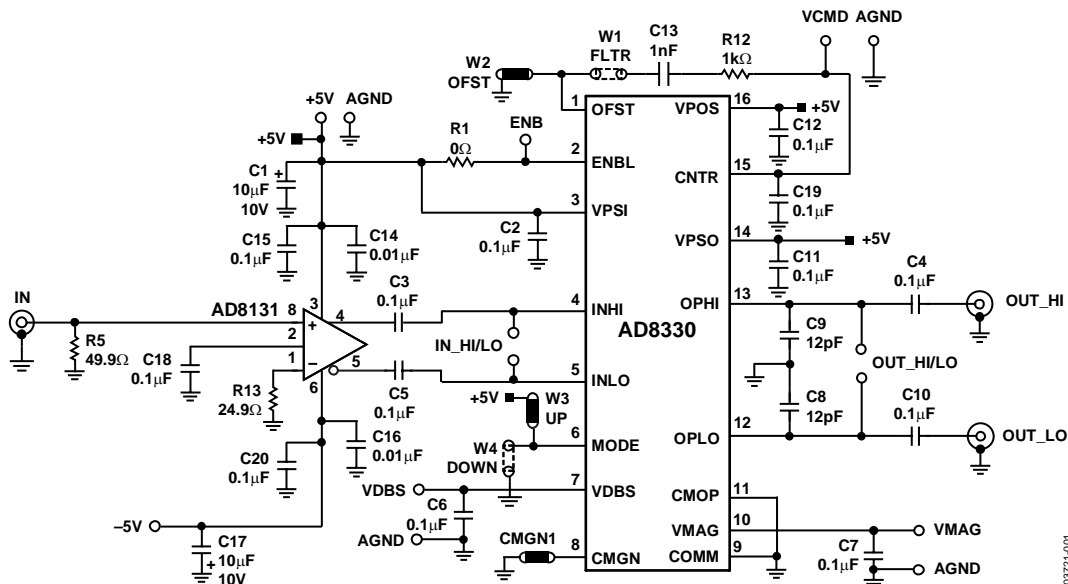 VCMD AGND
W1
FLTR
C13
1nF
R12
1kΩ
W2
OFST
+5V
AGND
+5V
1
OFST
VPOS
16
+5V
C12
0.1µF
R1
0Ω
ENB
2
ENBL
15
CNTR
C1
+
10µF
10V
3
VPSI
C19
0.1µF
C2
0.1µF
14
VPSO
+5V
C15
0.1µF
C14
0.01µF
C11
0.1µF
C4
0.1µF
IN
AD8131
8
+
3
4
C3
0.1µF
4
INHI
OPHI
13
OUT_HI
2
IN_HI/LO
AD8330
R5
49.9Ω
C18
0.1µF
1
–
5
6
C9
12pF
OUT_HI/LO
R13
24.9Ω
C5
0.1µF
5
INLO
+5V
W3
UP
C8
12pF
C10
0.1µF
6
MODE
OPLO
12
OUT_LO
C16
0.01µF
W4
DOWN
C20
0.1µF
VDBS
7
VDBS
CMOP
11
C6
0.1µF
VMAG
10
VMAG
–5V
AGND
C17
10µF
+
10V
CMGN1
8
CMGN
COMM
9
C7
0.1µF
AGND
03721-001